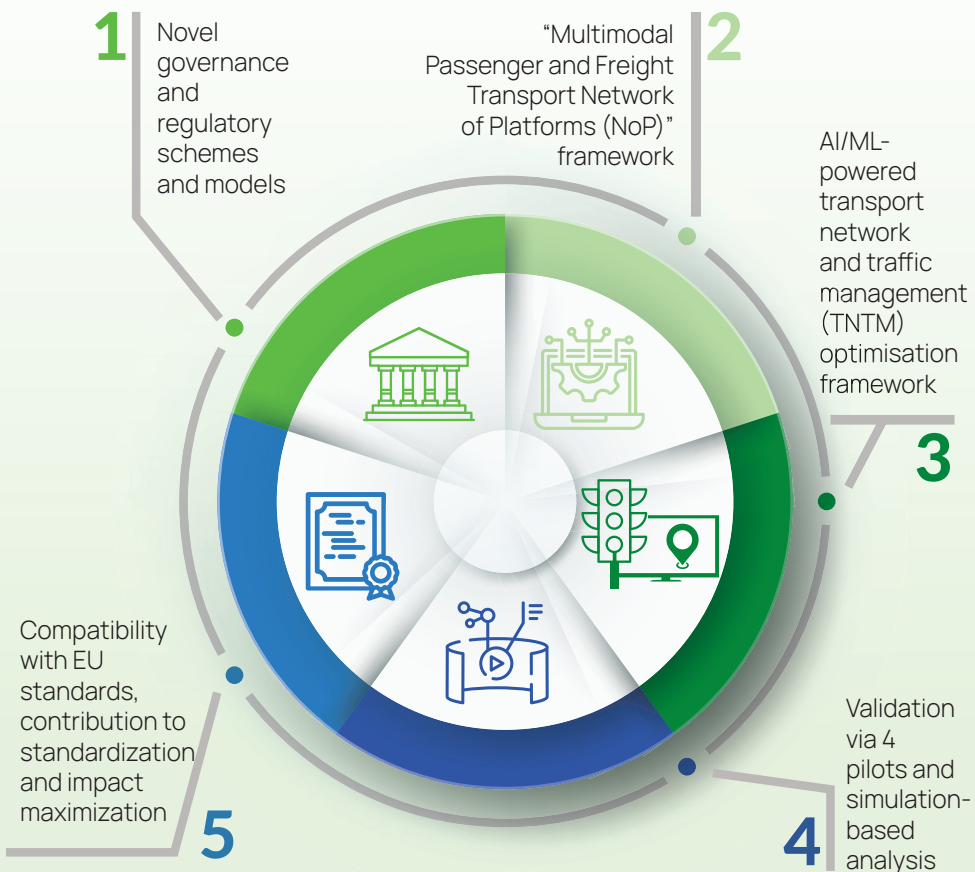 1
Novel
governance
and
regulatory
schemes
and models
2
“Multimodal
Passenger and Freight
Transport Network
of Platforms (NoP)”
framework
AI/ML-
powered
transport
network
and traffic
management
(TNTM)
optimisation
framework
3
Validation
via 4
pilots and
simulation-
based
analysis
4
Compatibility
with EU
standards,
contribution to
standardization
and impact
maximization
5